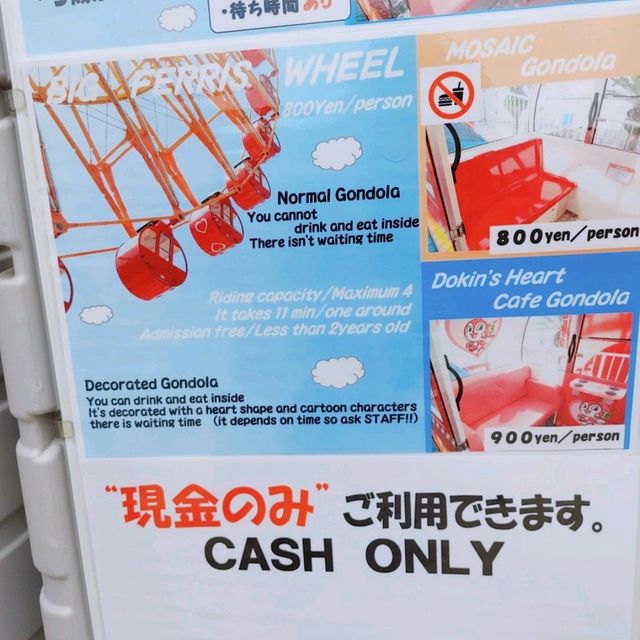 ・待ち時間あり
BIG FERRIS WHEEL
800Yen/person
Normal Gondola
You cannot
drink and eat inside
There isn't waiting time
Riding capacity/Maximum 4
It takes 11 min/one around
Admission free/Less than 2years old
Decorated Gondola
You can drink and eat inside
It's decorated with a heart shape and cartoon characters
there is waiting time (it depends on time so ask STAFF!!)
MOSAIC
Gondola
800yen/person
Dokin's Heart
Cafe Gondola
900yen/person
"現金のみ"ご利用できます。
CASH ONLY